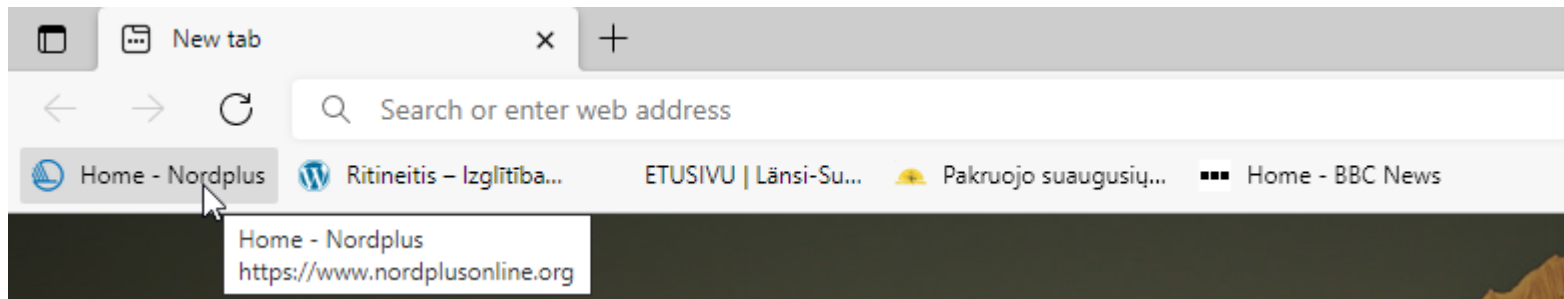 New tab
Search or enter web address
Home - Nordplus Ritineitis – Izglītība... ETUSIVU | Länsi-Su... Pakruojo suaugusių... Home - BBC News
Home - Nordplus
https://www.nordplusonline.org